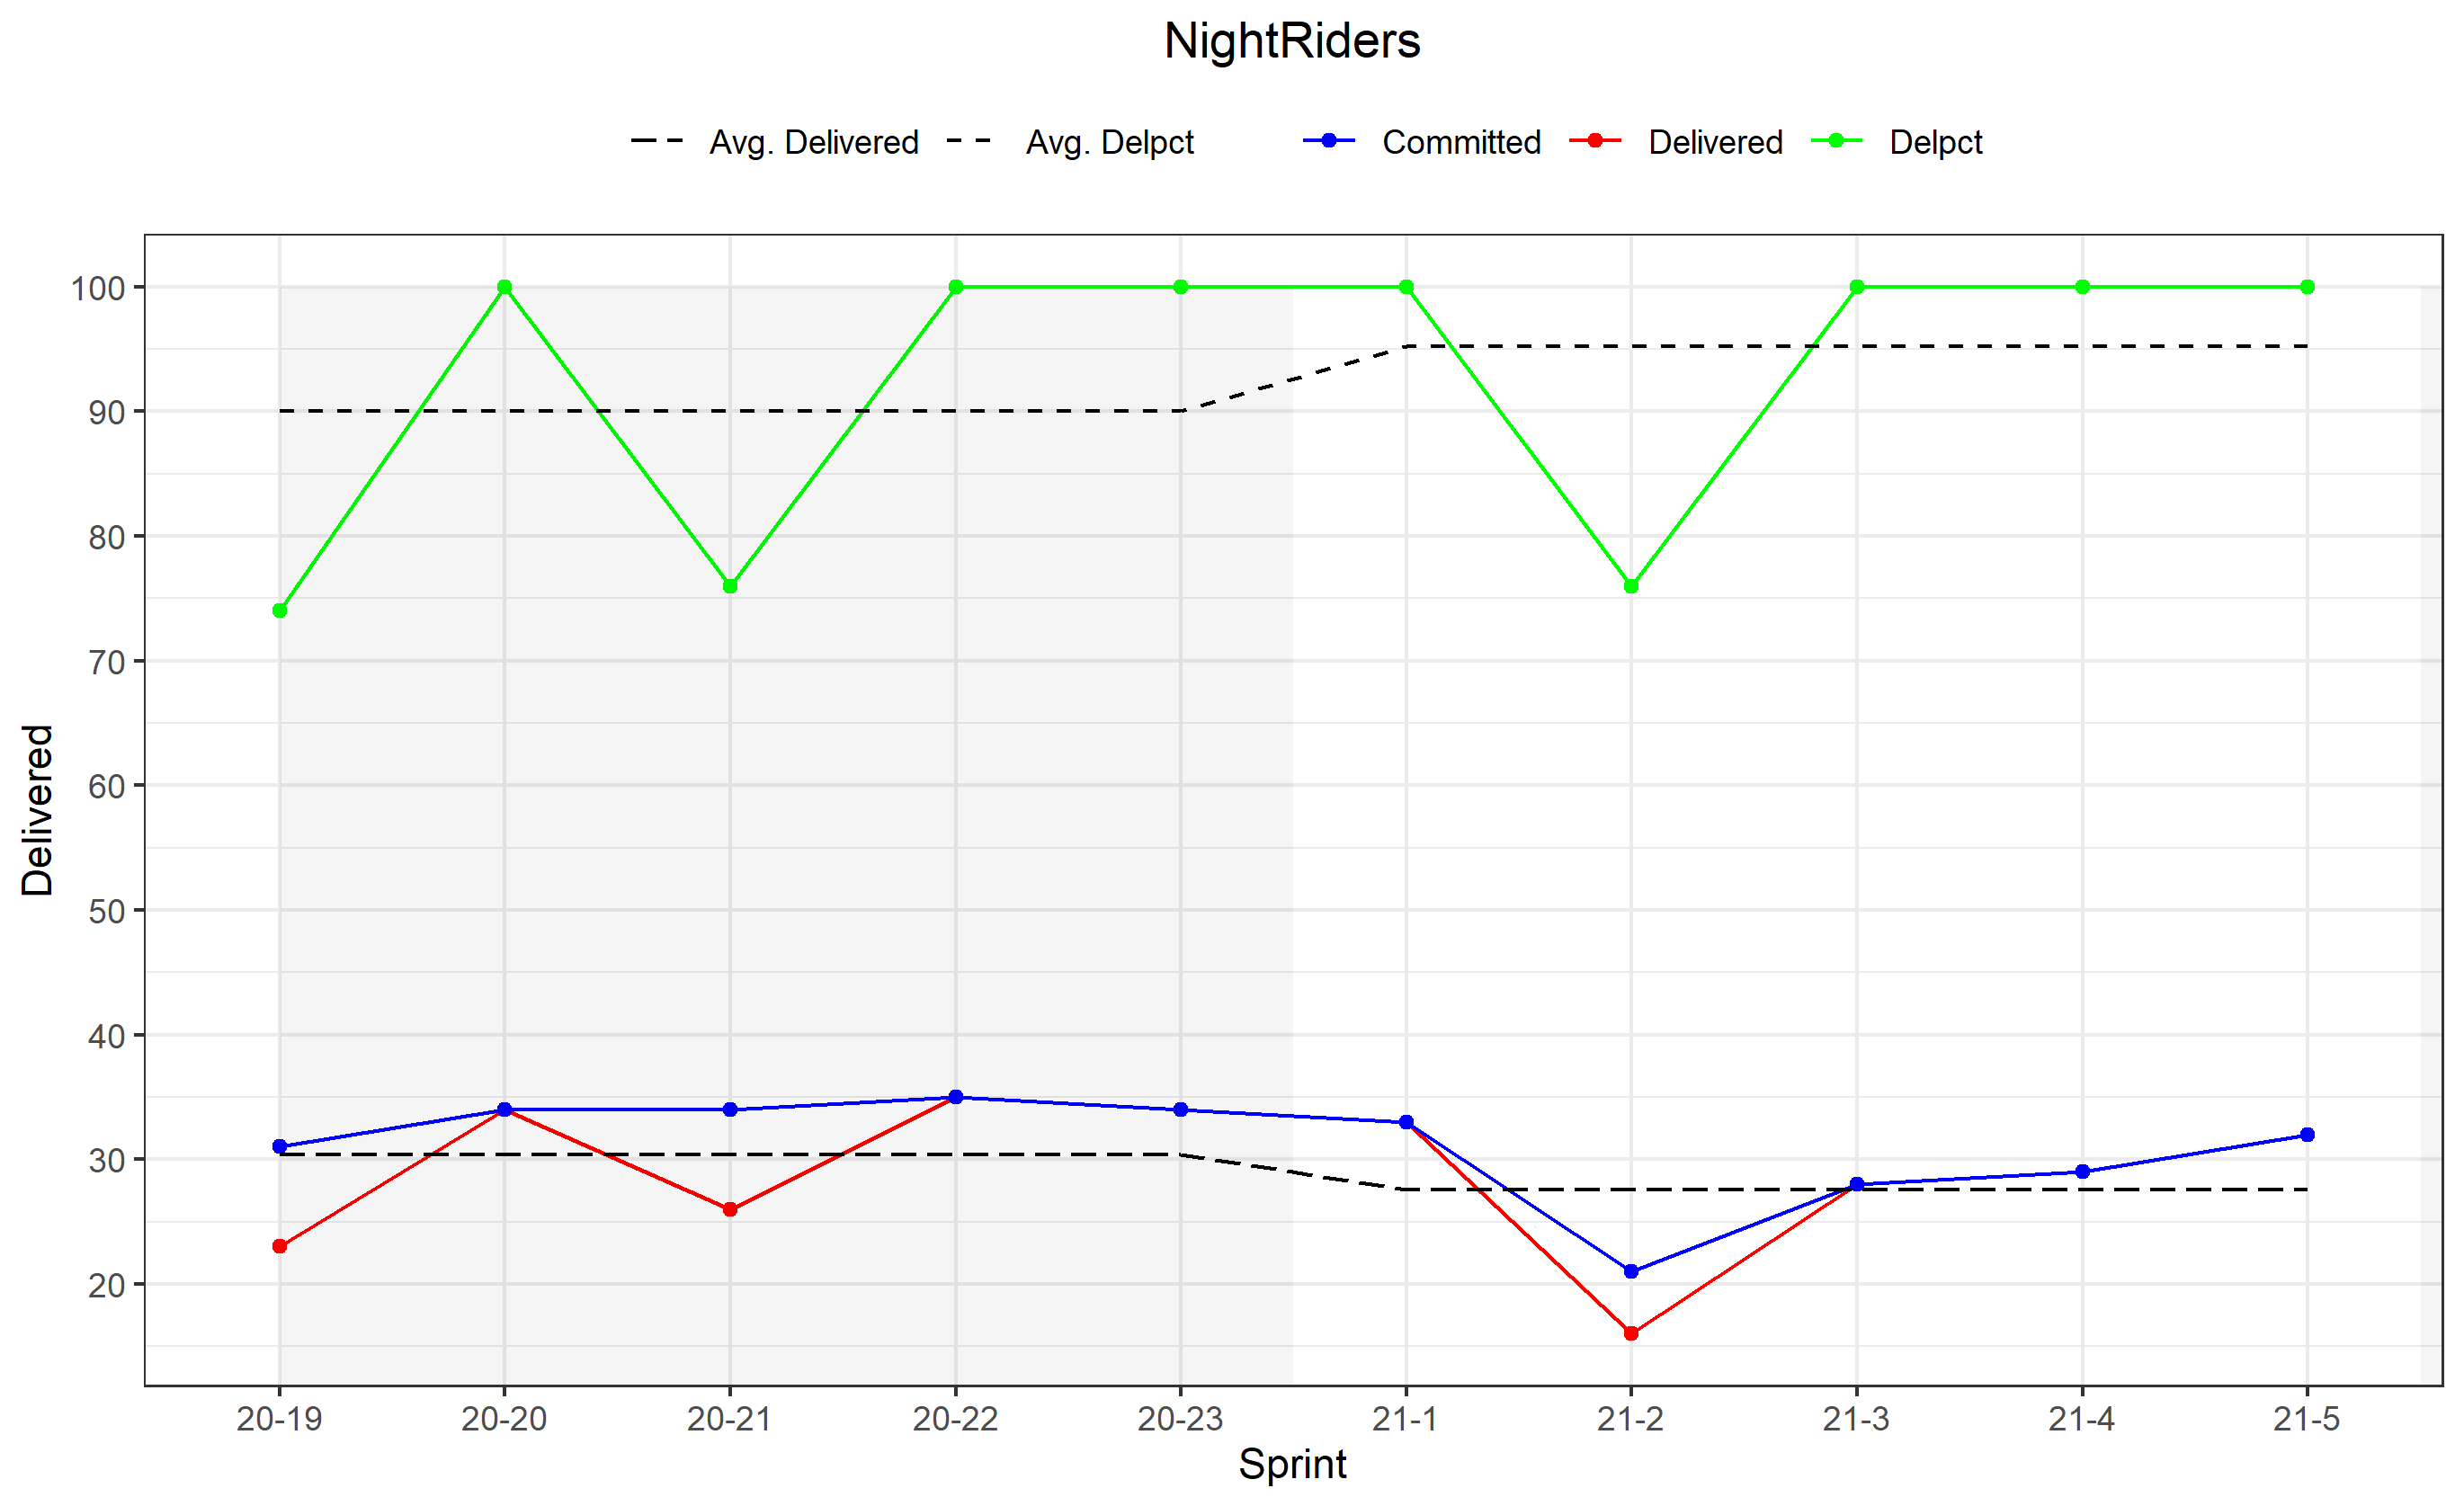 NightRiders
Avg. Delivered Avg. Delpct Committed Delivered Delpct
Delivered
100
90
80
70
60
50
40
30
20
20-19 20-20 20-21 20-22 20-23 21-1 21-2 21-3 21-4 21-5
Sprint